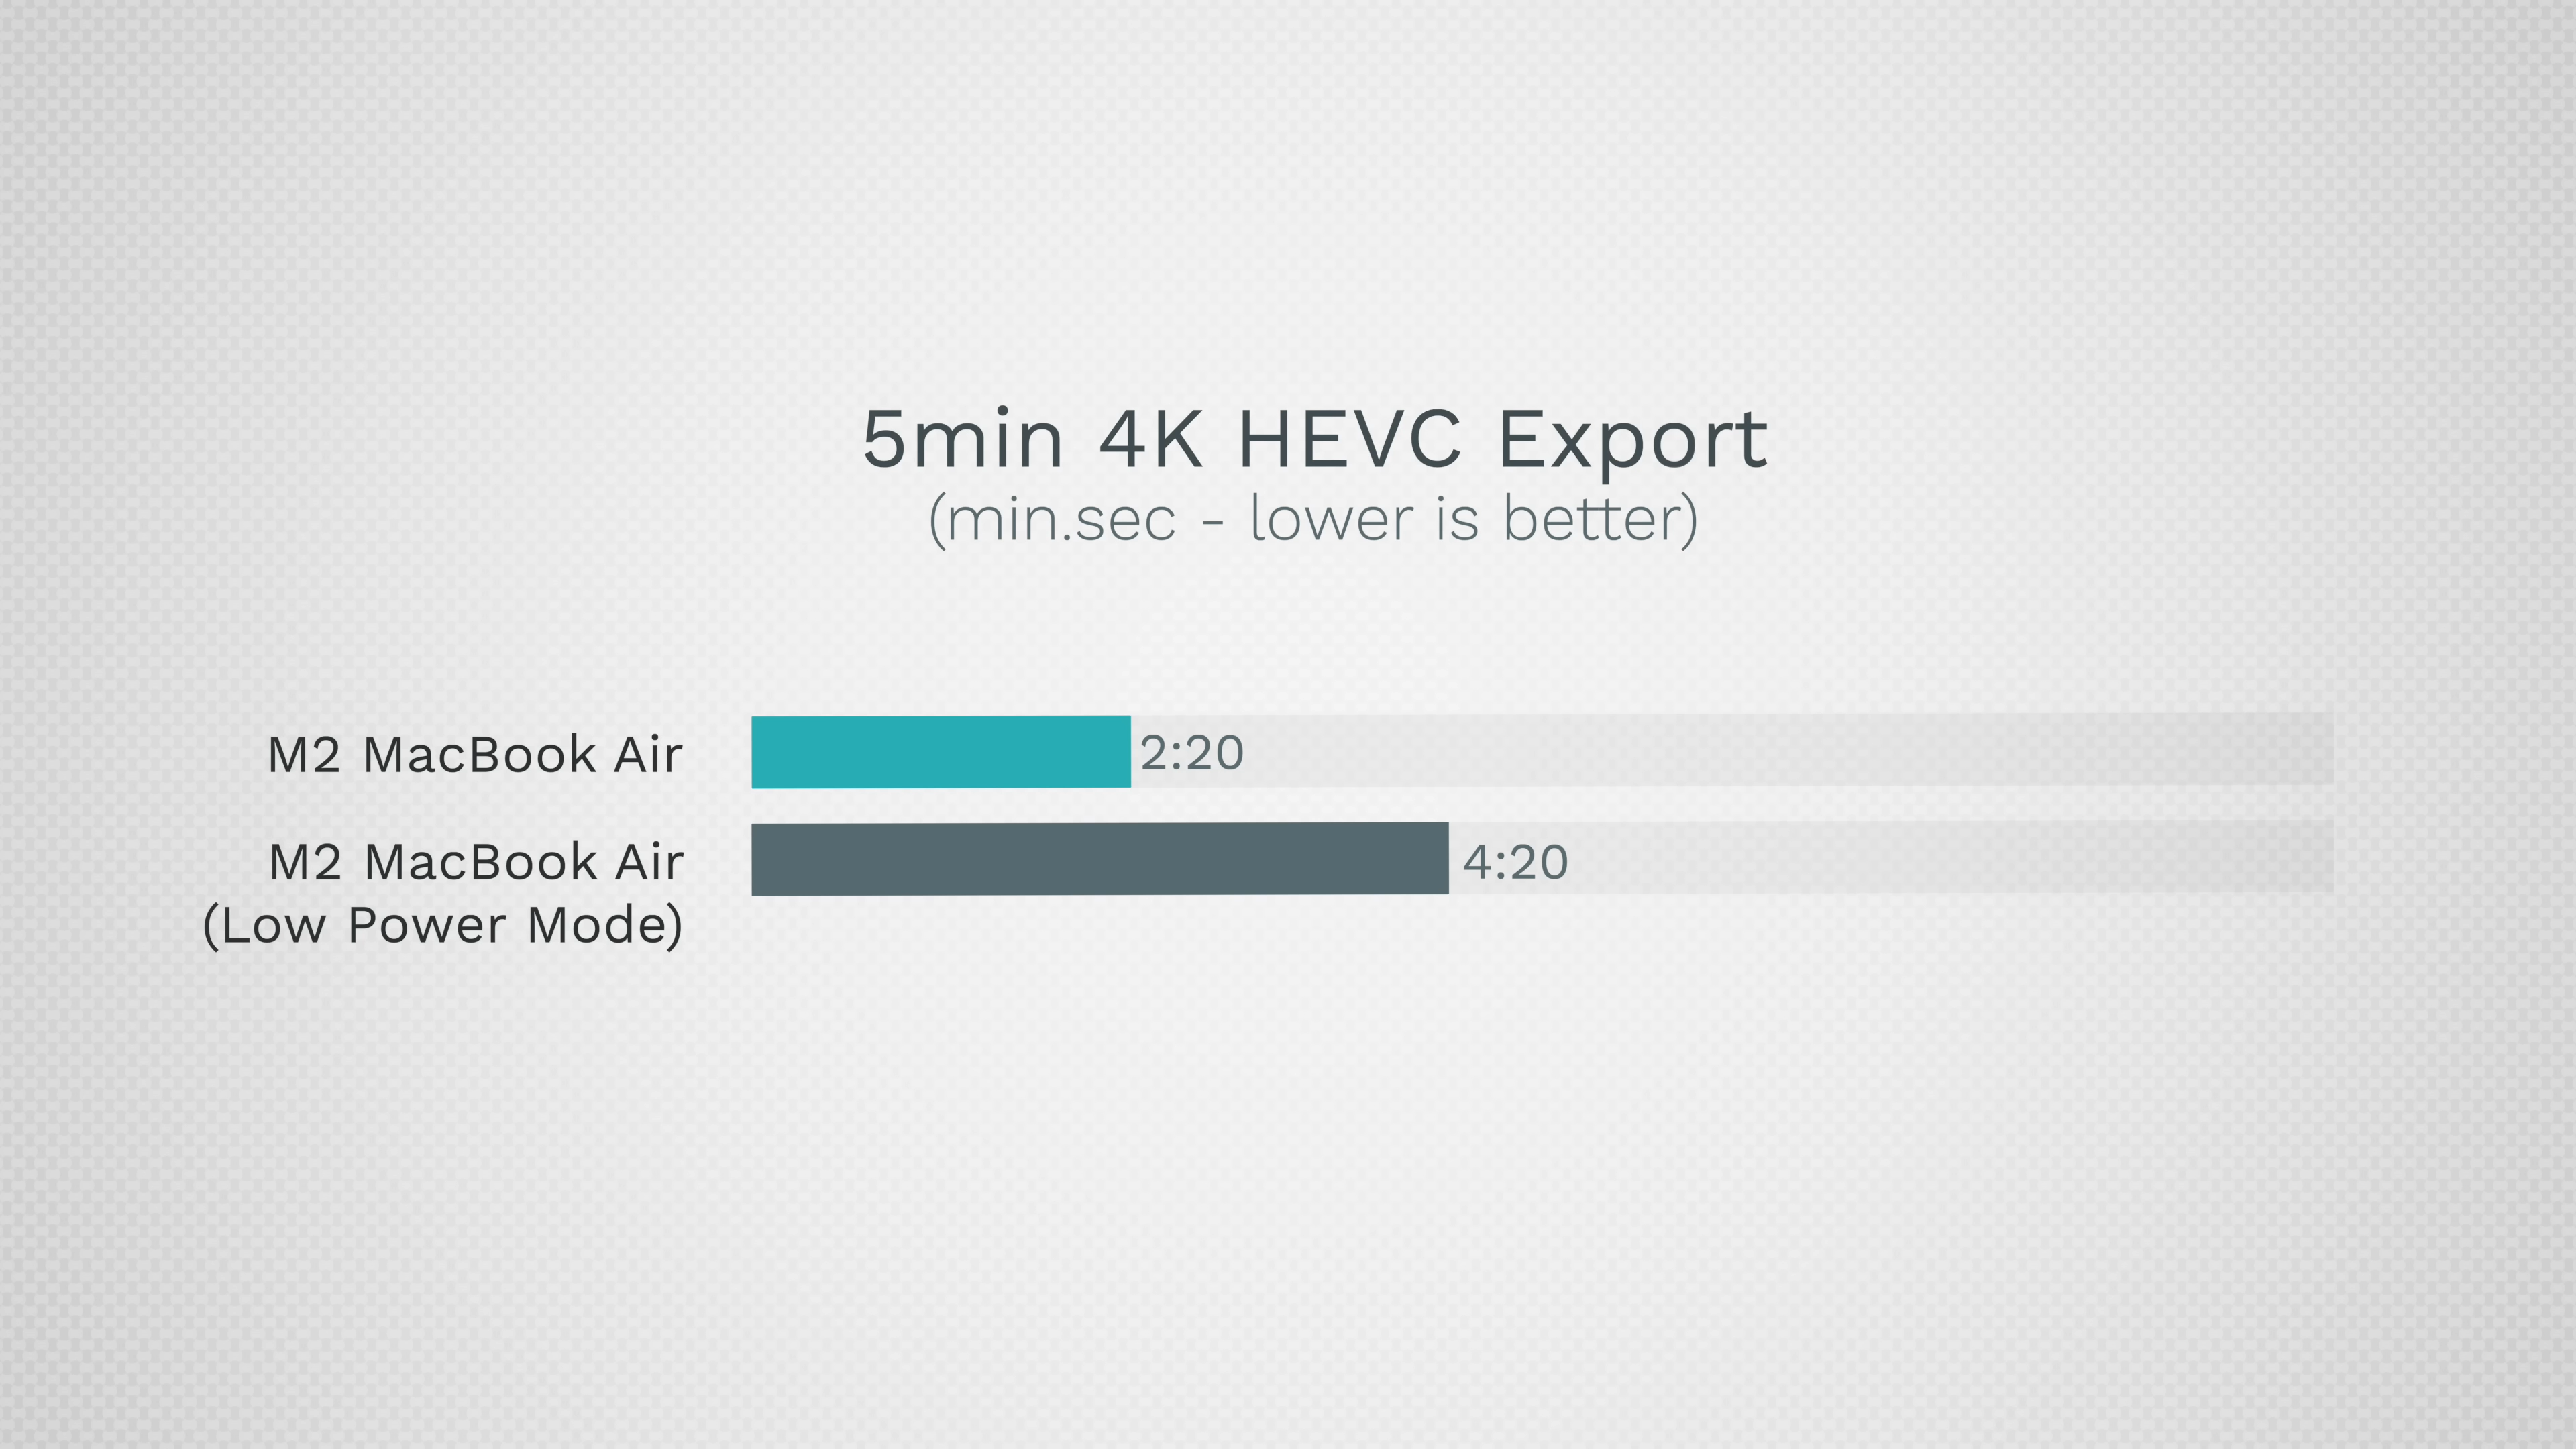 5min 4K HEVC Export
(min.sec - lower is better)
M2 MacBook Air
2:20
M2 MacBook Air
(Low Power Mode)
4:20